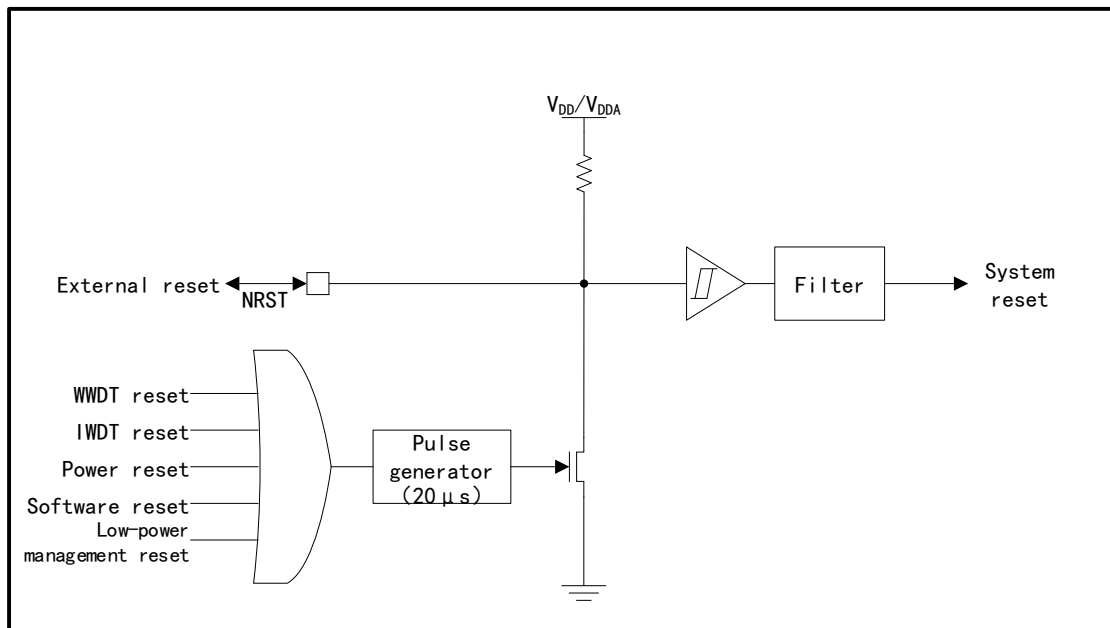 VDD/VDDA
External reset
NRST
Filter
System
reset
WWDT reset
IWDT reset
Power reset
Software reset
Low-power
management reset
Pulse
generator
(20μs)